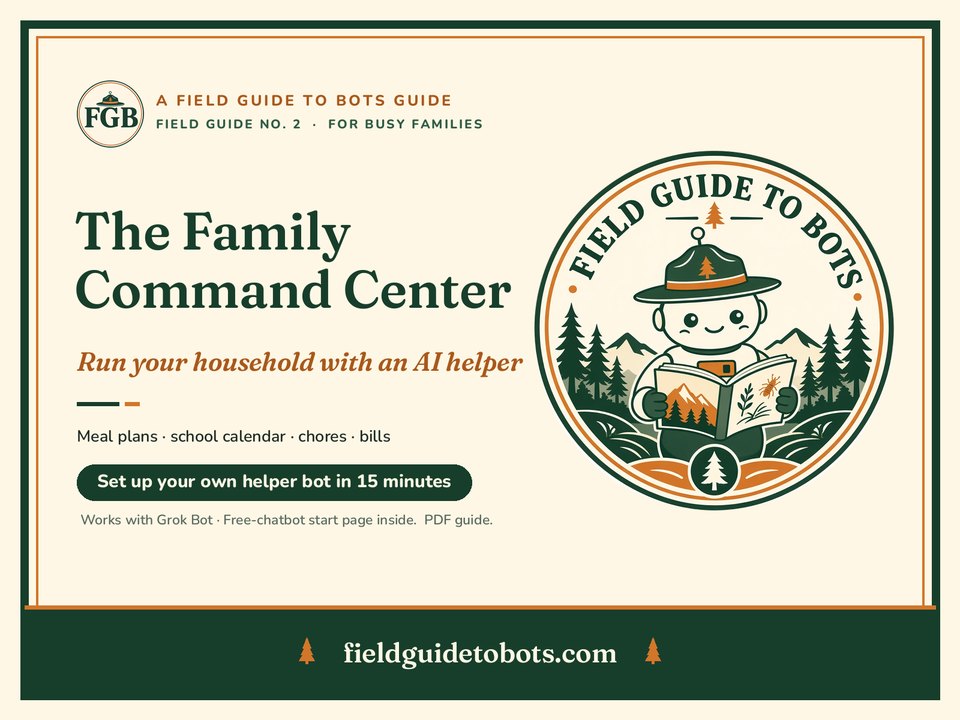 FGB
A FIELD GUIDE TO BOTS GUIDE
FIELD GUIDE NO. 2 · FOR BUSY FAMILIES
The Family
Command Center
Run your household with an AI helper
Meal plans · school calendar · chores · bills
Set up your own helper bot in 15 minutes
Works with Grok Bot · Free-chatbot start page inside. PDF guide.
• FIELD GUIDE TO BOTS •
fieldguidetobots.com